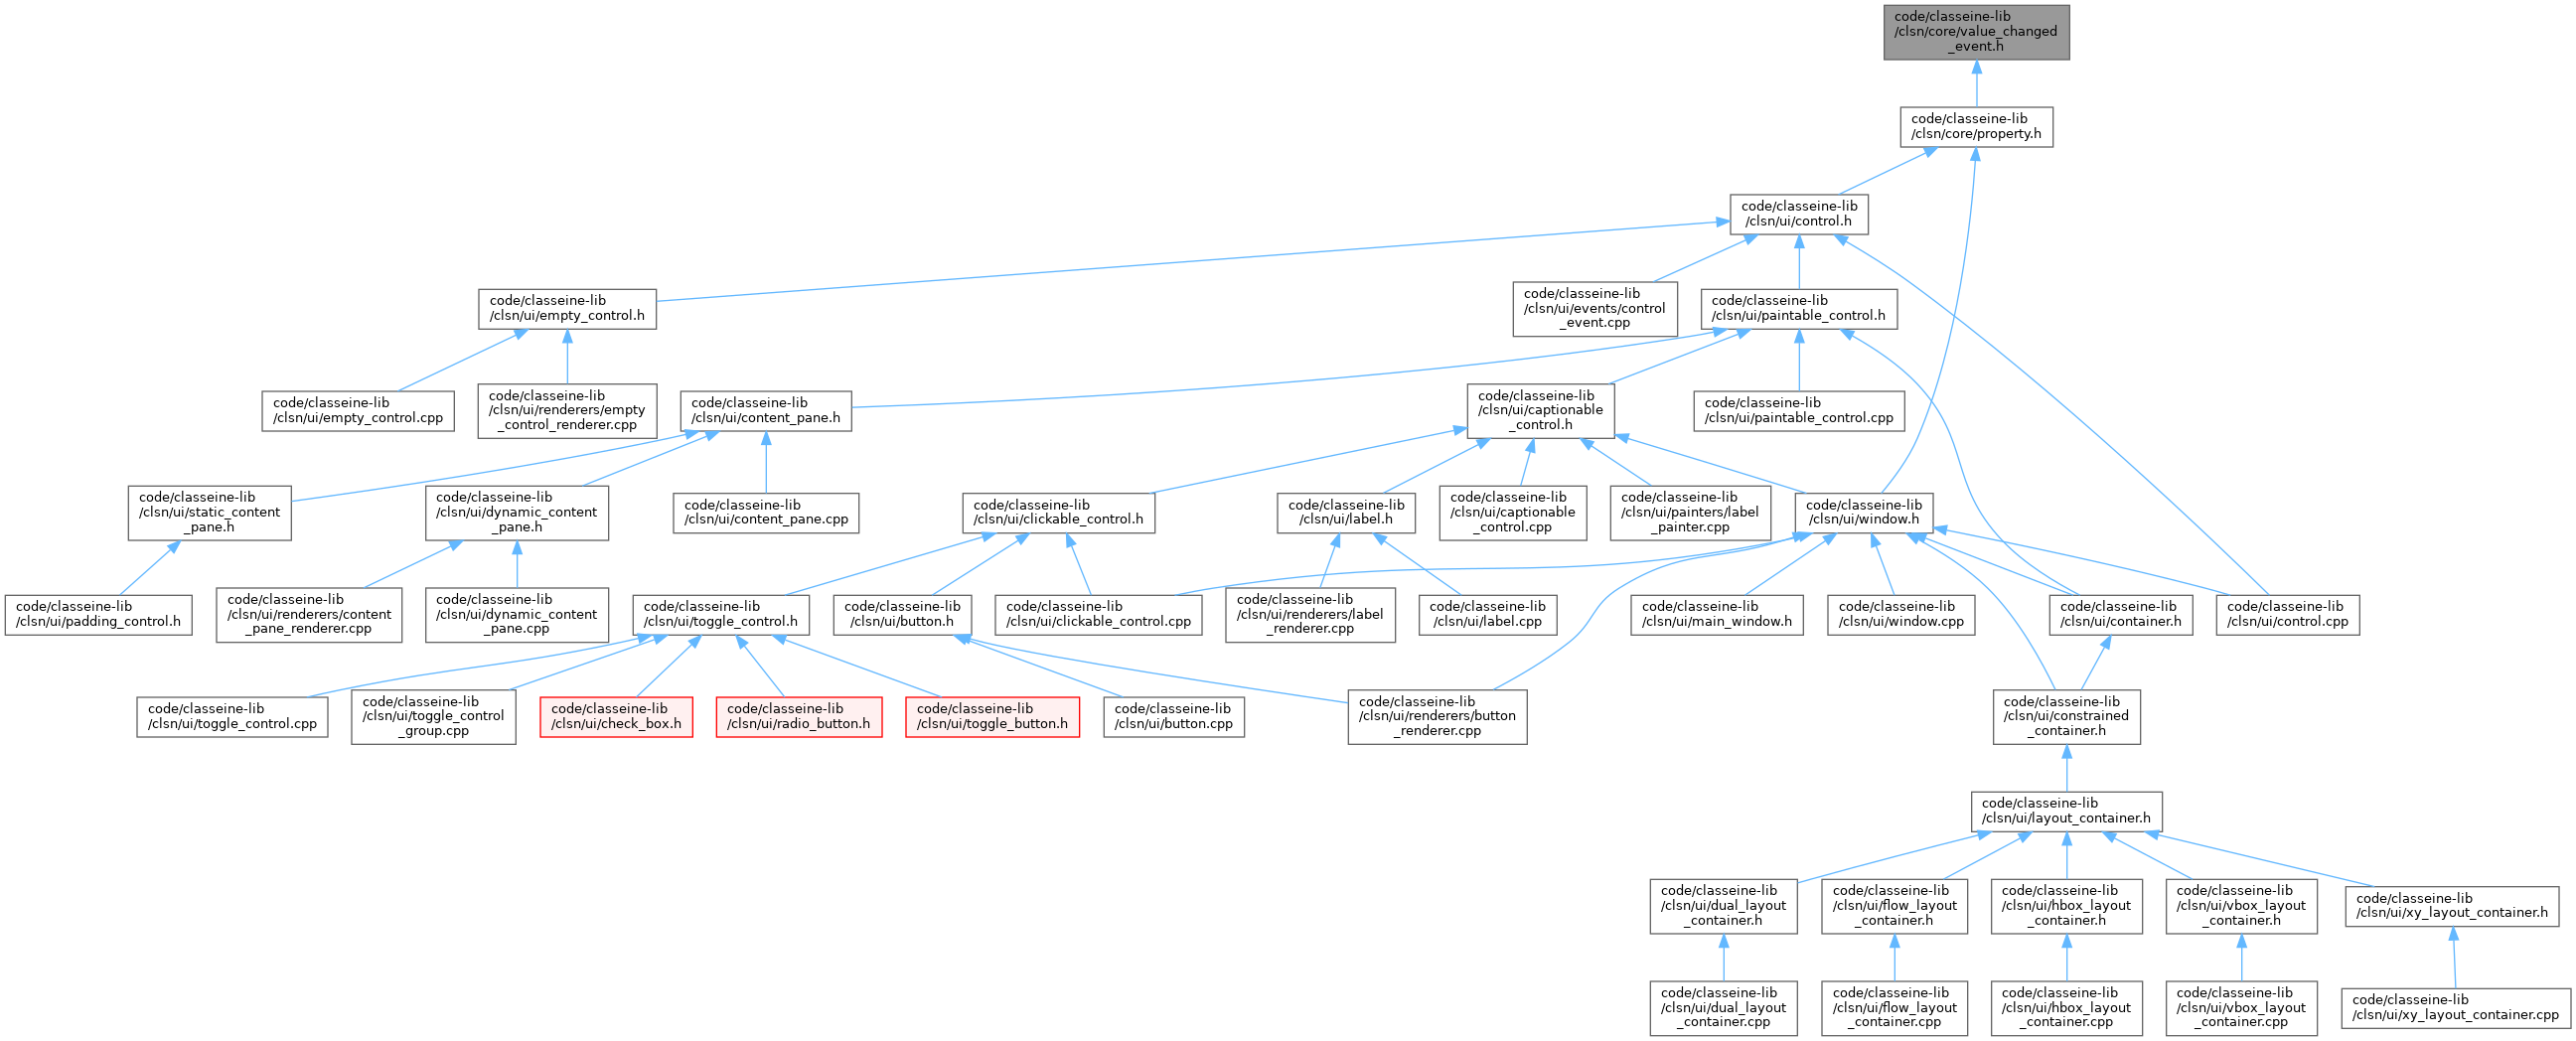 code/classeine-lib
/clsn/core/value_changed
_event.h
code/classeine-lib
/clsn/core/property.h
code/classeine-lib
/clsn/ui/control.h
code/classeine-lib
/clsn/ui/empty_control.h
code/classeine-lib
/clsn/ui/events/control
_event.cpp
code/classeine-lib
/clsn/ui/paintable_control.h
code/classeine-lib
/clsn/ui/empty_control.cpp
code/classeine-lib
/clsn/ui/renderers/empty
_control_renderer.cpp
code/classeine-lib
/clsn/ui/content_pane.h
code/classeine-lib
/clsn/ui/captionable
_control.h
code/classeine-lib
/clsn/ui/paintable_control.cpp
code/classeine-lib
/clsn/ui/static_content
_pane.h
code/classeine-lib
/clsn/ui/dynamic_content
_pane.h
code/classeine-lib
/clsn/ui/content_pane.cpp
code/classeine-lib
/clsn/ui/clickable_control.h
code/classeine-lib
/clsn/ui/label.h
code/classeine-lib
/clsn/ui/captionable
_control.cpp
code/classeine-lib
/clsn/ui/painters/label
_painter.cpp
code/classeine-lib
/clsn/ui/window.h
code/classeine-lib
/clsn/ui/padding_control.h
code/classeine-lib
/clsn/ui/renderers/content
_pane_renderer.cpp
code/classeine-lib
/clsn/ui/dynamic_content
_pane.cpp
code/classeine-lib
/clsn/ui/toggle_control.h
code/classeine-lib
/clsn/ui/button.h
code/classeine-lib
/clsn/ui/clickable_control.cpp
code/classeine-lib
/clsn/ui/renderers/label
_renderer.cpp
code/classeine-lib
/clsn/ui/label.cpp
code/classeine-lib
/clsn/ui/main_window.h
code/classeine-lib
/clsn/ui/window.cpp
code/classeine-lib
/clsn/ui/container.h
code/classeine-lib
/clsn/ui/control.cpp
code/classeine-lib
/clsn/ui/toggle_control.cpp
code/classeine-lib
/clsn/ui/toggle_control
_group.cpp
code/classeine-lib
/clsn/ui/check_box.h
code/classeine-lib
/clsn/ui/radio_button.h
code/classeine-lib
/clsn/ui/toggle_button.h
code/classeine-lib
/clsn/ui/button.cpp
code/classeine-lib
/clsn/ui/renderers/button
_renderer.cpp
code/classeine-lib
/clsn/ui/constrained
_container.h
code/classeine-lib
/clsn/ui/layout_container.h
code/classeine-lib
/clsn/ui/dual_layout
_container.h
code/classeine-lib
/clsn/ui/flow_layout
_container.h
code/classeine-lib
/clsn/ui/hbox_layout
_container.h
code/classeine-lib
/clsn/ui/vbox_layout
_container.h
code/classeine-lib
/clsn/ui/xy_layout_container.h
code/classeine-lib
/clsn/ui/dual_layout
_container.cpp
code/classeine-lib
/clsn/ui/flow_layout
_container.cpp
code/classeine-lib
/clsn/ui/hbox_layout
_container.cpp
code/classeine-lib
/clsn/ui/vbox_layout
_container.cpp
code/classeine-lib
/clsn/ui/xy_layout_container.cpp